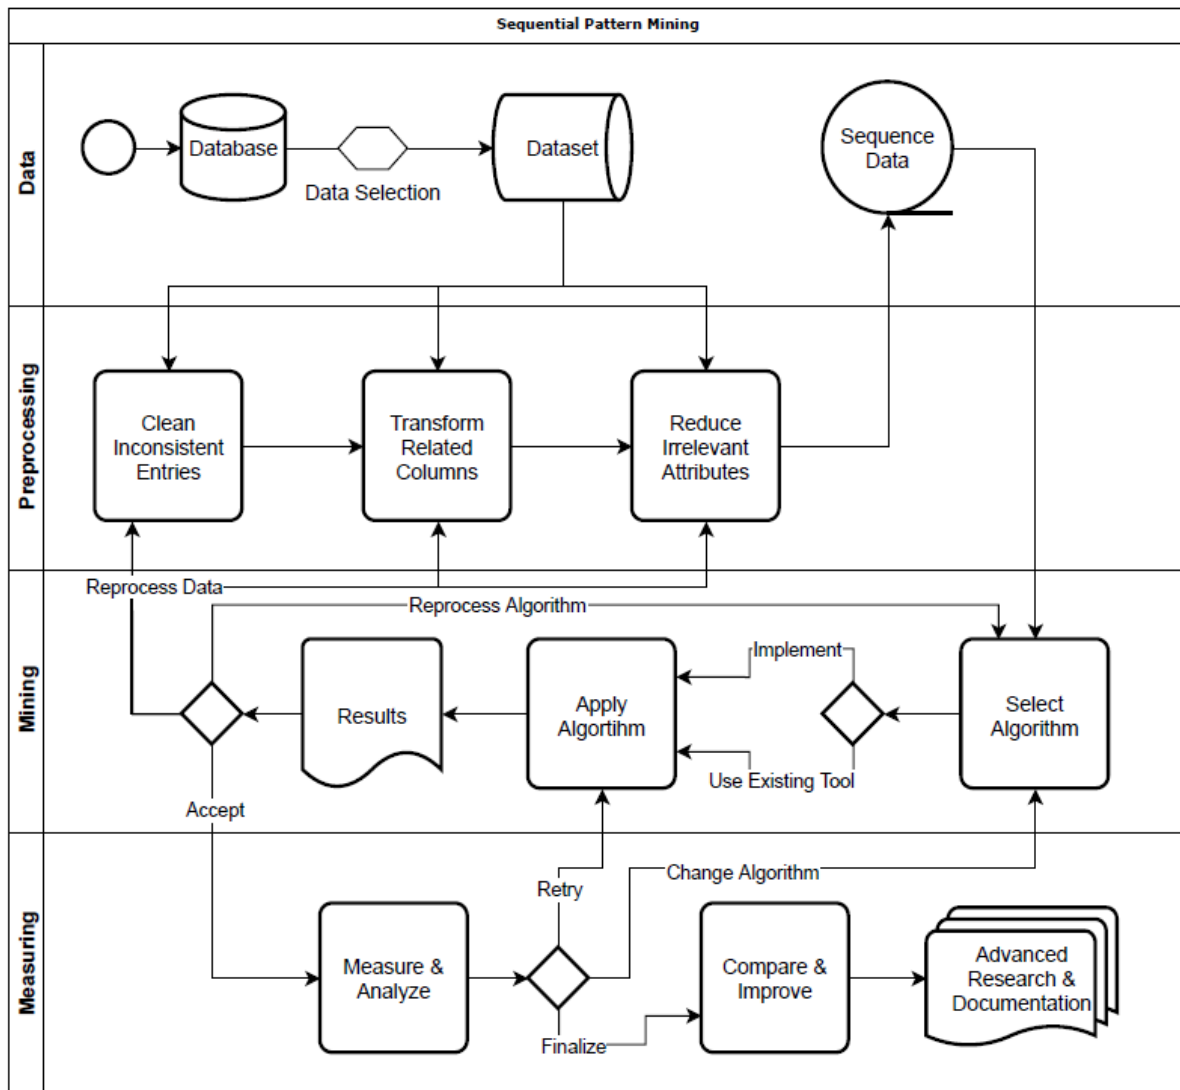 Sequential Pattern Mining
Data
Database
Data Selection
Dataset
Sequence
Data
Preprocessing
Clean
Inconsistent
Entries
Transform
Related
Columns
Reduce
Irrelevant
Attributes
Mining
Reprocess Data
Reprocess Algorithm
Results
Apply
Algortihm
Implement
Use Existing Tool
Select
Algorithm
Accept
Measuring
Retry
Change Algorithm
Measure &
Analyze
Finalize
Compare &
Improve
Advanced
Research &
Documentation